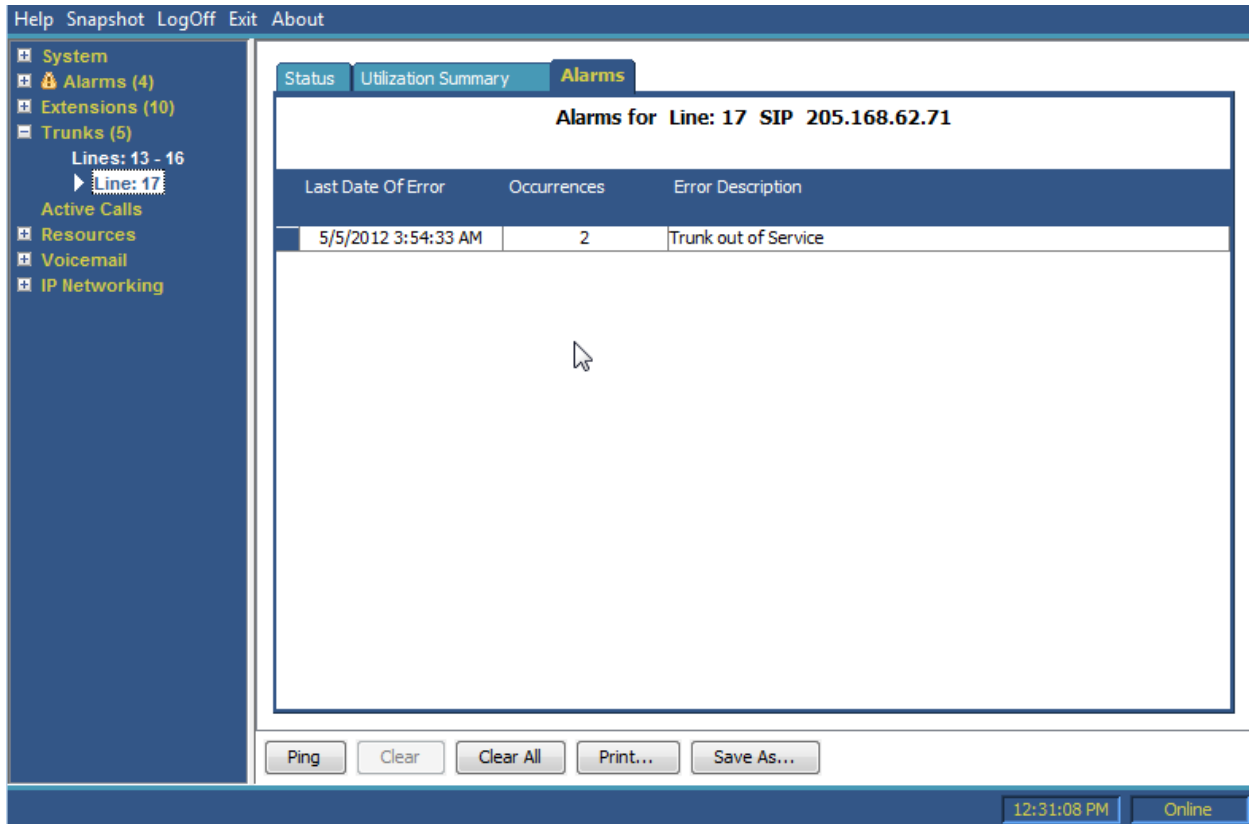 Help Snapshot LogOff Exit About
System
Alarms (4)
Extensions (10)
Trunks (5)
Lines: 13 - 16
Line: 17
Active Calls
Resources
Voicemail
IP Networking
Status Utilization Summary Alarms
Alarms for Line: 17 SIP 205.168.62.71
Last Date Of Error Occurrences Error Description
5/5/2012 3:54:33 AM 2 Trunk out of Service
Ping Clear Clear All Print... Save As...
12:31:08 PM Online